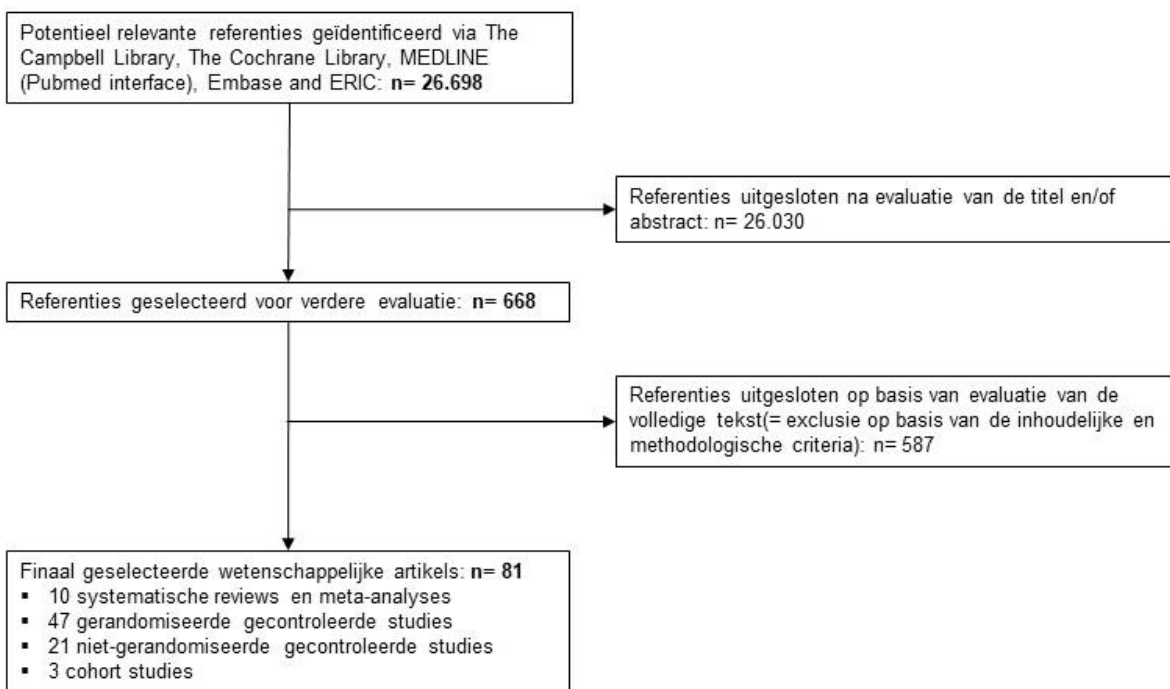 Potentieel relevante referenties geïdentificeerd via The
Campbell Library, The Cochrane Library, MEDLINE
(Pubmed interface), Embase and ERIC: n= 26.698
Referenties uitgesloten na evaluatie van de titel en/of
abstract: n= 26.030
Referenties geselecteerd voor verdere evaluatie: n= 668
Referenties uitgesloten op basis van evaluatie van de
volledige tekst(= exclusie op basis van de inhoudelijke en
methodologische criteria): n= 587
Finaal geselecteerde wetenschappelijke artikels: n= 81
▪ 10 systematische reviews en meta-analyses
▪ 47 gerandomiseerde gecontroleerde studies
▪ 21 niet-gerandomiseerde gecontroleerde studies
▪ 3 cohort studies